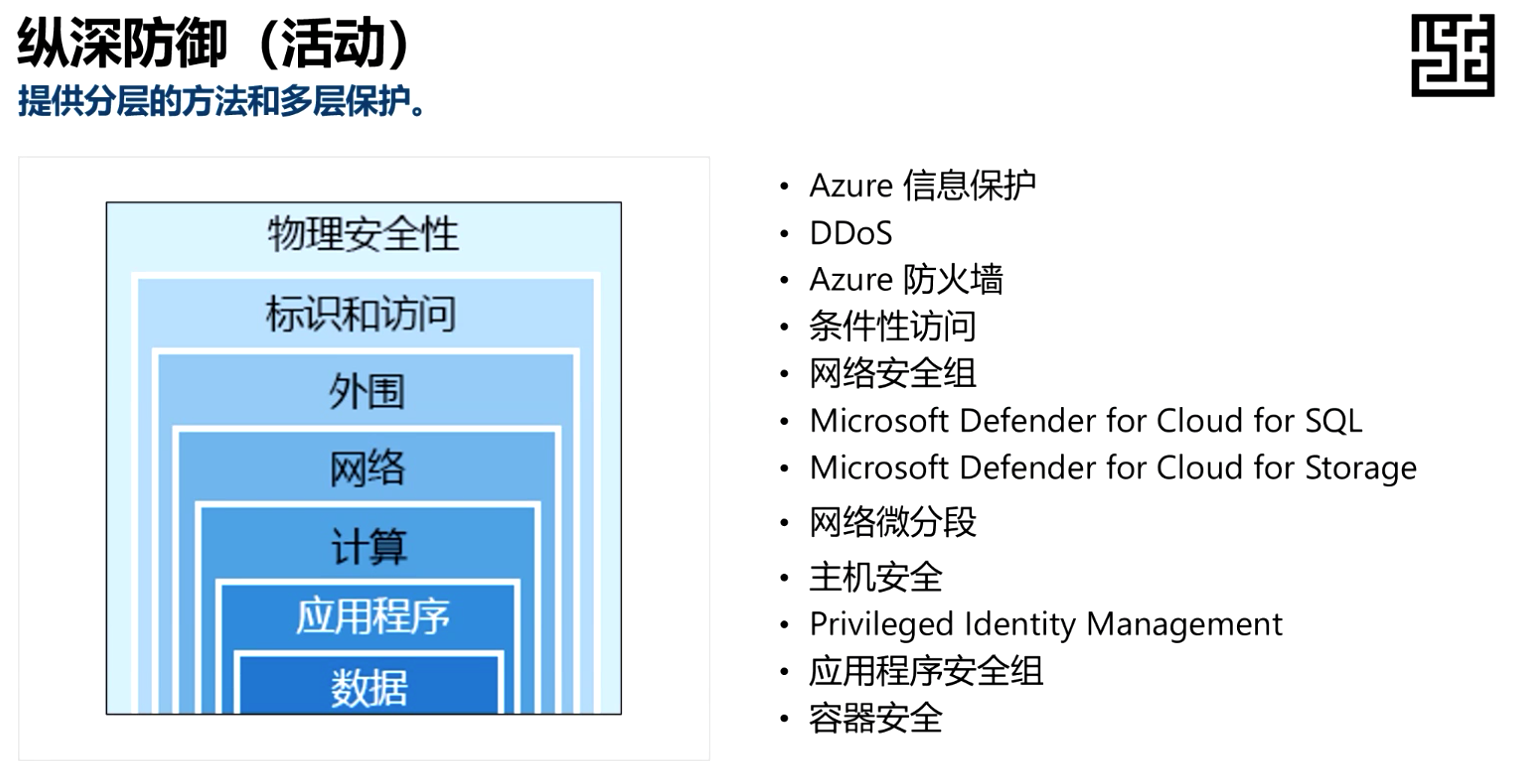 纵深防御（活动）
提供分层的方法和多层保护。
物理安全性
标识和访问
外围
网络
计算
应用程序
数据
• Azure 信息保护
• DDoS
• Azure 防火墙
• 条件性访问
• 网络安全组
• Microsoft Defender for Cloud for SQL
• Microsoft Defender for Cloud for Storage
• 网络微分段
• 主机安全
• Privileged Identity Management
• 应用程序安全组
• 容器安全